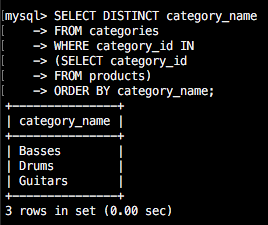 mysql> SELECT DISTINCT category_name
-> FROM categories
-> WHERE category_id IN
-> (SELECT category_id
-> FROM products)
-> ORDER BY category_name;
+---------------+
| category_name |
+---------------+
| Basses        |
| Drums         |
| Guitars       |
+---------------+
3 rows in set (0.00 sec)